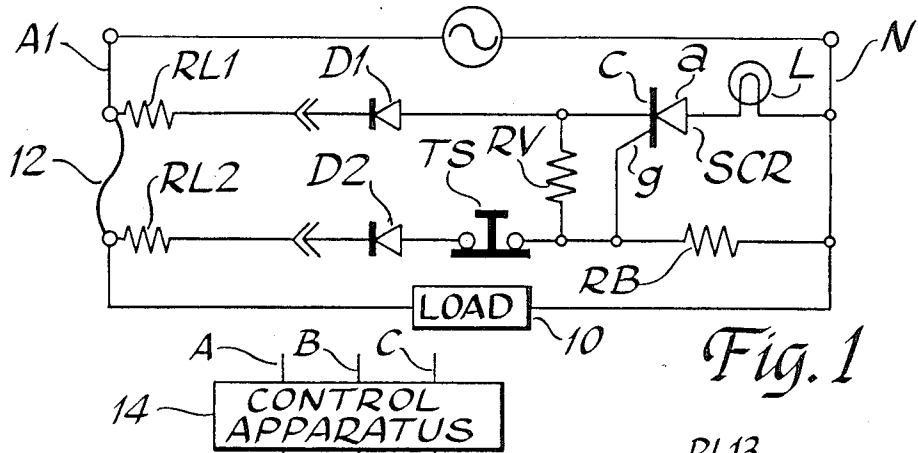 A1
N
RL1
D1
C
a
L
12
RL2
D2
TS
RV
g
SCR
RB
LOAD
10
Fig. 1
A
B
C
14
CONTROL
APPARATUS